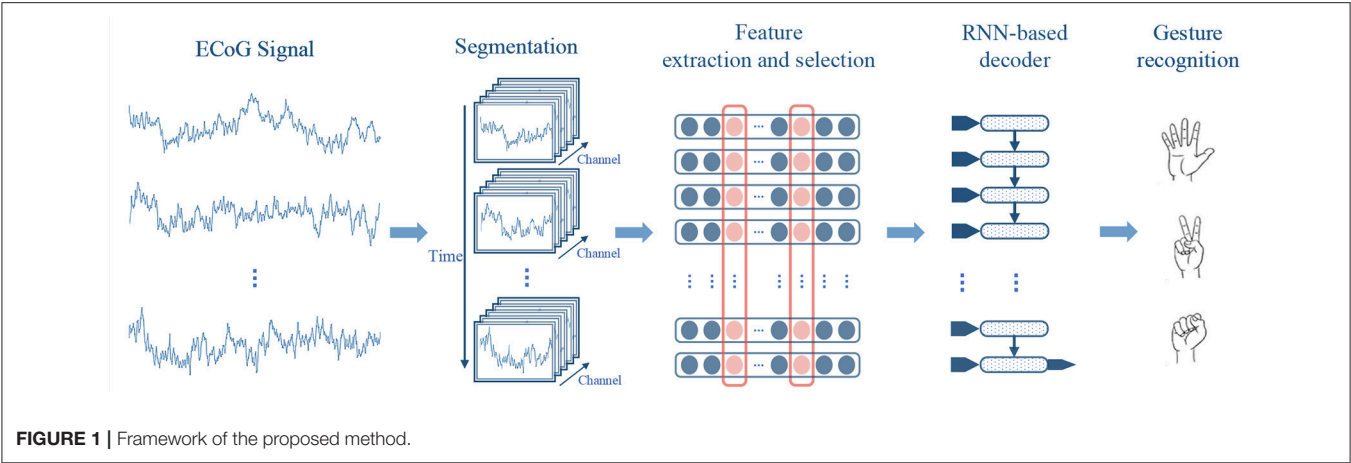 ECoG Signal
Segmentation
Feature
extraction and selection
RNN-based
decoder
Gesture
recognition
Channel
Channel
Time
Channel
FIGURE 1 | Framework of the proposed method.